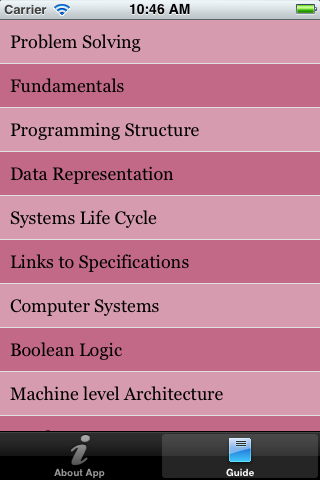 Carrier 10:46 AM
Problem Solving
Fundamentals
Programming Structure
Data Representation
Systems Life Cycle
Links to Specifications
Computer Systems
Boolean Logic
Machine level Architecture
About App
Guide